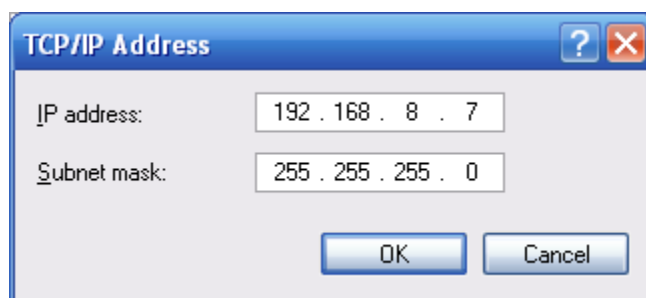 TCP/IP Address
IP address: 192 . 168 . 8 . 7
Subnet mask: 255 . 255 . 255 . 0
OK Cancel